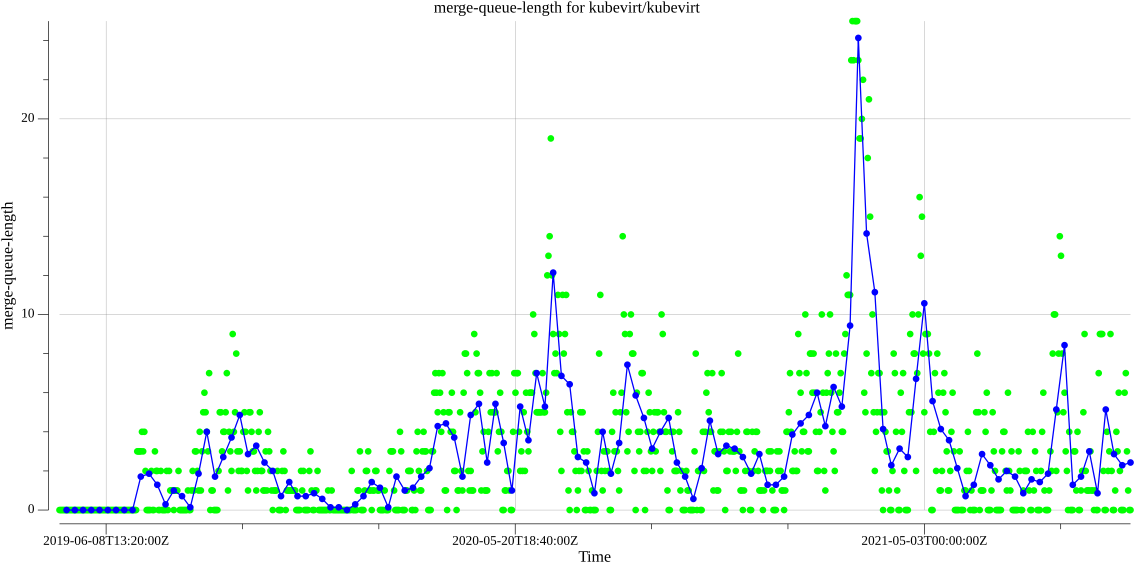 merge-queue-length for kubevirt/kubevirt
merge-queue-length
20
10
0
2019-06-08T13:20:00Z
2020-05-20T18:40:00Z
2021-05-03T00:00:00Z
Time